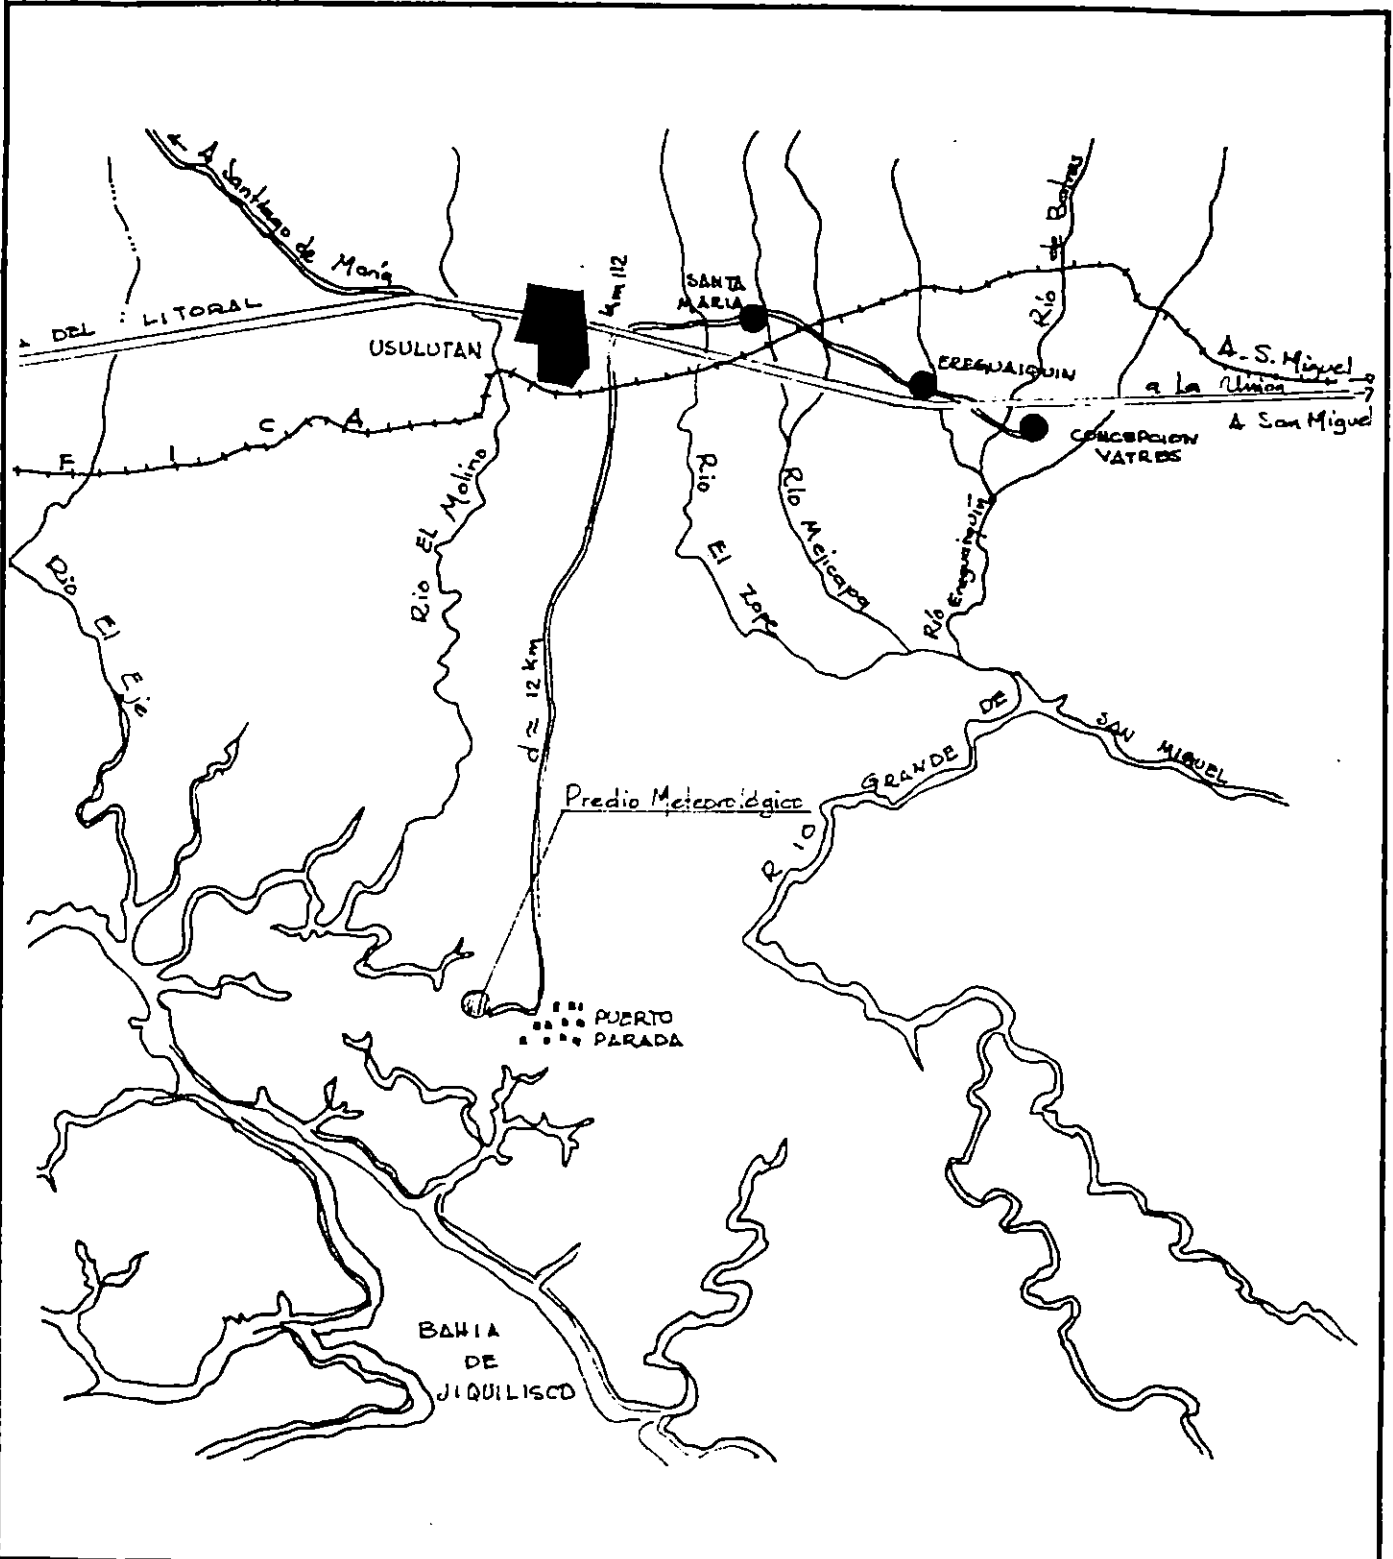 ← A Santiago de María
DEL LITORAL
km 112
SANTA
MARIA
Río de Batres
USULUTAN
EREGUAIQUIN
A. S. Miguel
a La Unión
A San Miguel
CONCEPCION
VATRES
F I C A
Río El Molino
Río El Zope
Río Mejicapa
Río Ereguaiquín
Río El Eje
d ≈ 12 km
RIO GRANDE DE SAN MIGUEL
Predio Meteorológico
PUERTO
PARADA
BAHIA
DE
JIQUILISCO